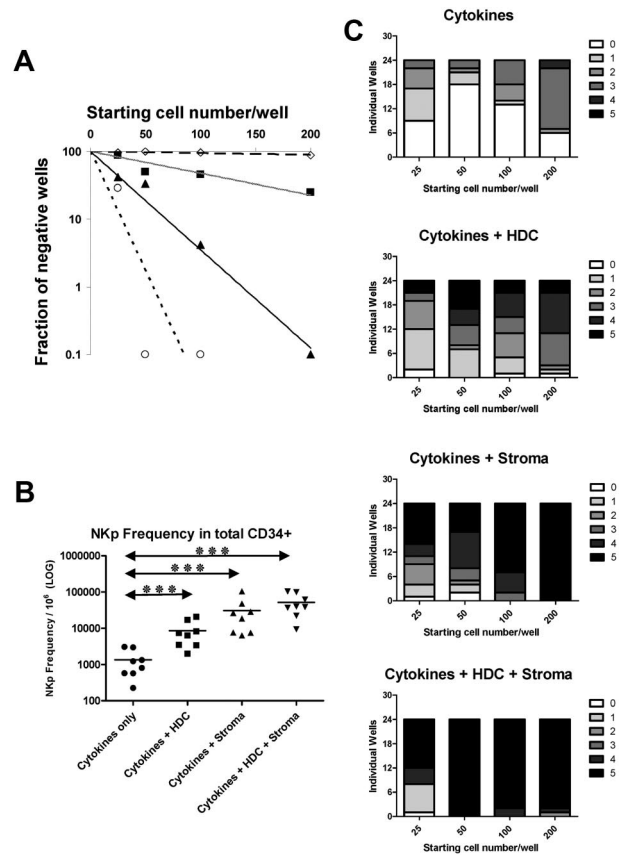 A
Starting cell number/well
0 50 100 150 200
Fraction of negative wells
100
10
1
0.1
B
NKp Frequency in total CD34+
NKp Frequency / 10⁶ (LOG)
1000000
100000
10000
1000
100
*** 
***
***
Cytokines only
Cytokines + HDC
Cytokines + Stroma
Cytokines + HDC + Stroma
C
Cytokines
Individual Wells
30
24
18
12
6
0
25 50 100 200
Starting cell number/well
0
1
2
3
4
5
Cytokines + HDC
Individual Wells
30
24
18
12
6
0
25 50 100 200
Starting cell number/well
0
1
2
3
4
5
Cytokines + Stroma
Individual Wells
30
24
18
12
6
0
25 50 100 200
Starting cell number/well
0
1
2
3
4
5
Cytokines + HDC + Stroma
Individual Wells
30
24
18
12
6
0
25 50 100 200
Starting cell number/well
0
1
2
3
4
5